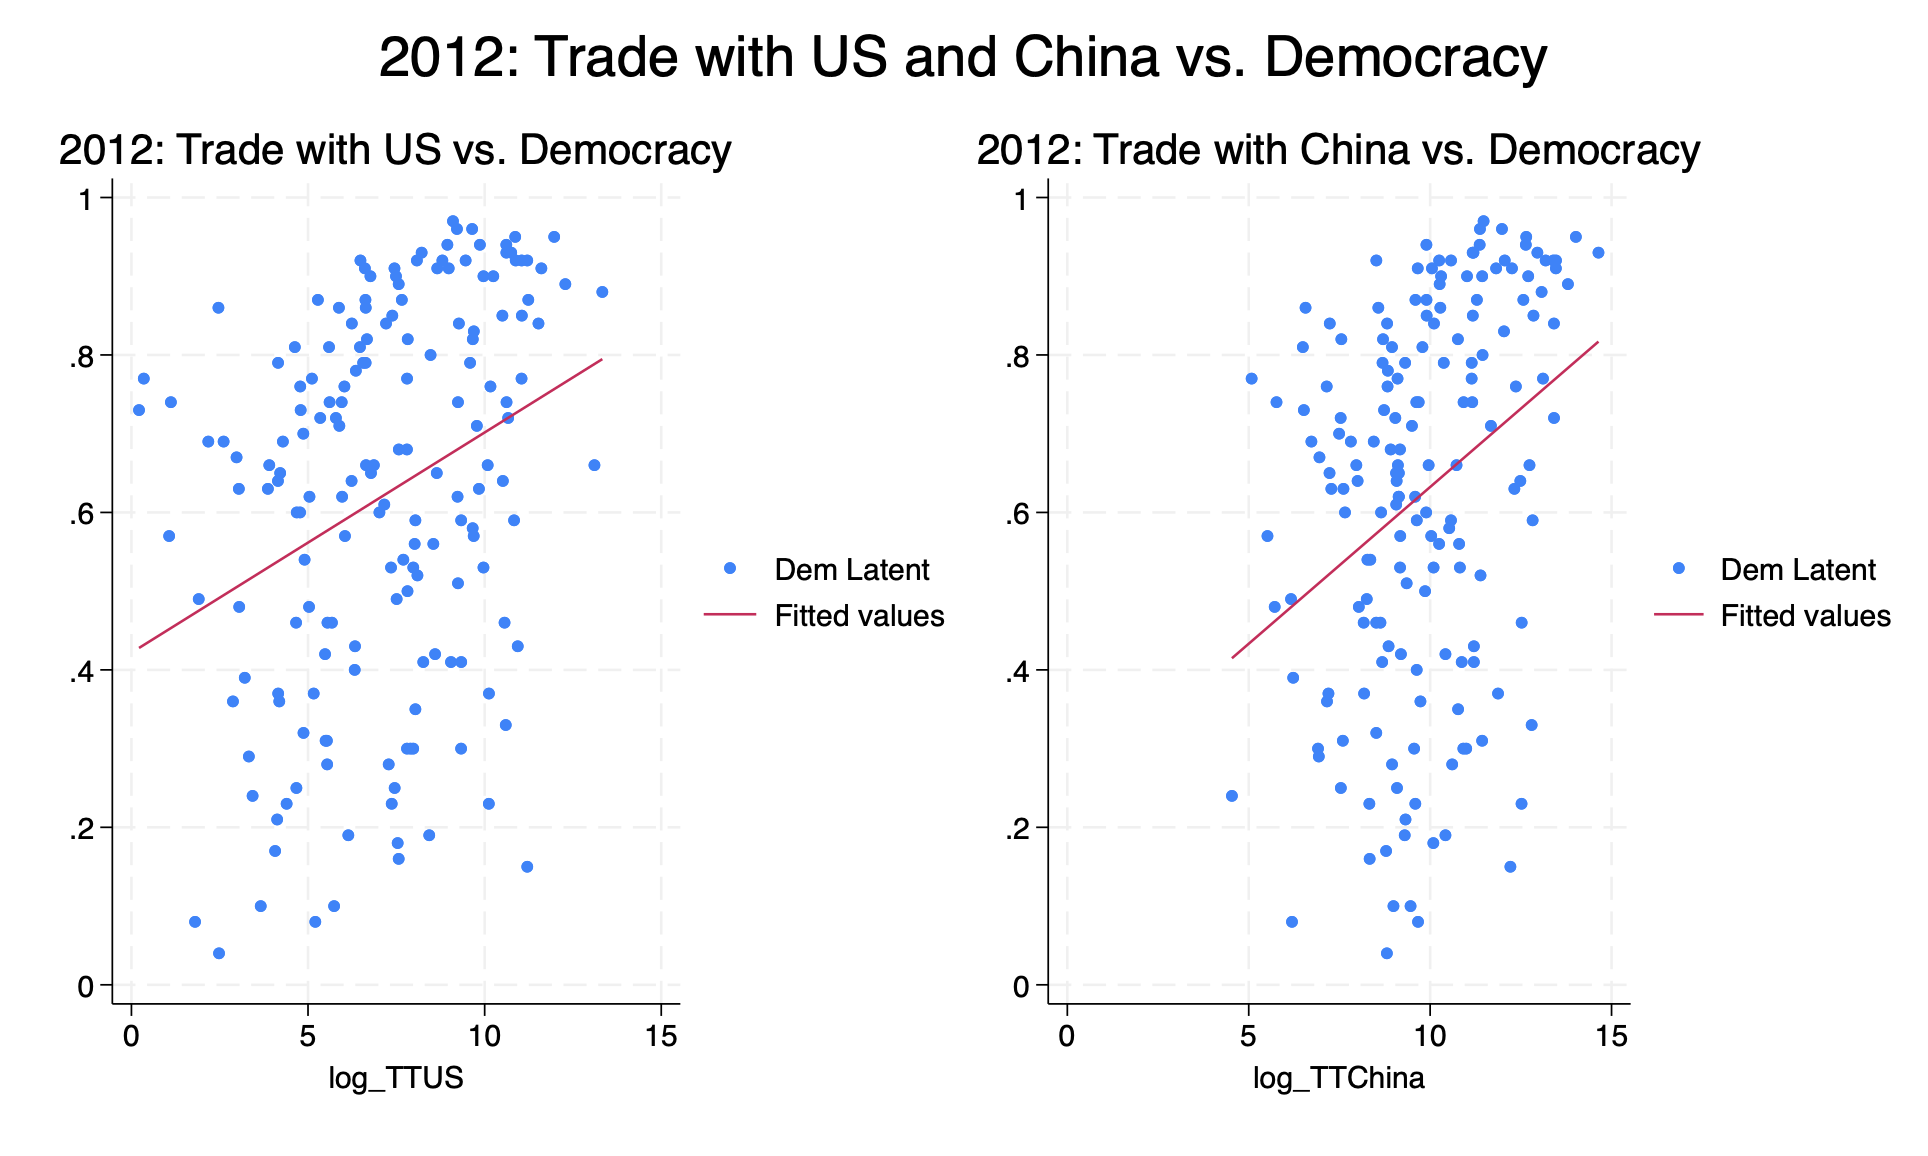 2012: Trade with US and China vs. Democracy
2012: Trade with US vs. Democracy
1
.8
.6
.4
.2
0
0 5 10 15
log_TTUS
Dem Latent
Fitted values
2012: Trade with China vs. Democracy
1
.8
.6
.4
.2
0
0 5 10 15
log_TTChina
Dem Latent
Fitted values